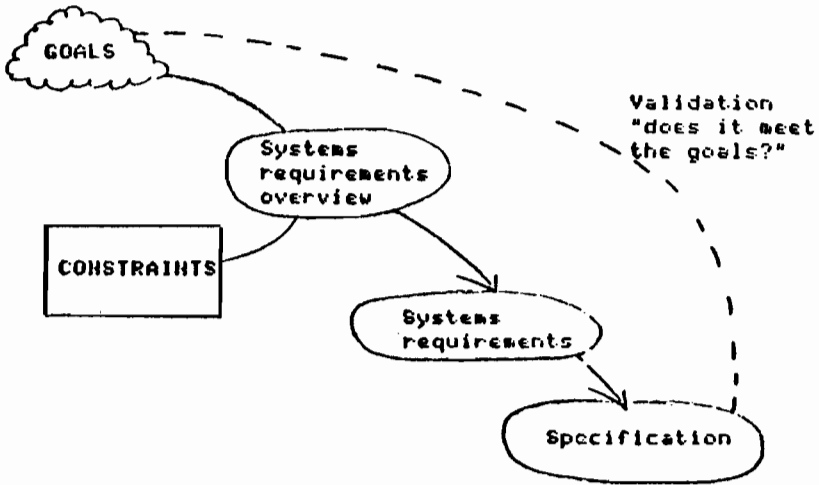 GOALS
Validation
"does it meet
the goals?"
Systems
requirements
overview
CONSTRAINTS
Systems
requirements
Specification